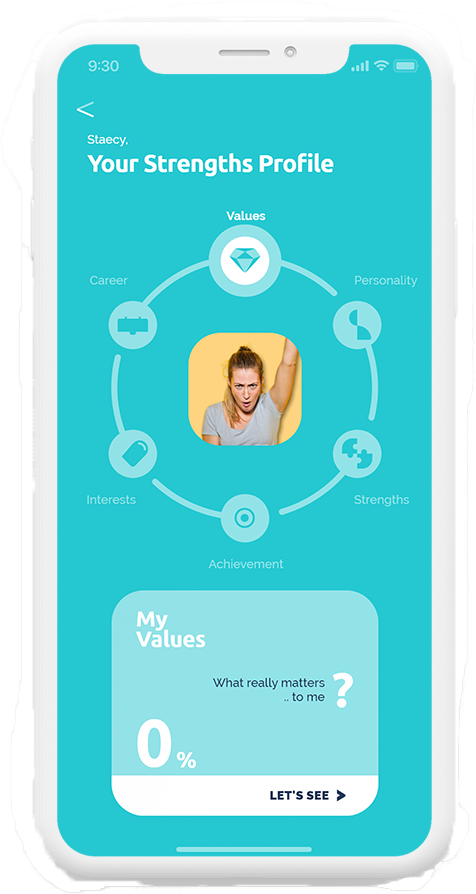 9:30
<
Staecy,
Your Strengths Profile
Values
Career
Personality
Interests
Strengths
Achievement
My
Values
What really matters
.. to me
?
0 %
LET'S SEE >